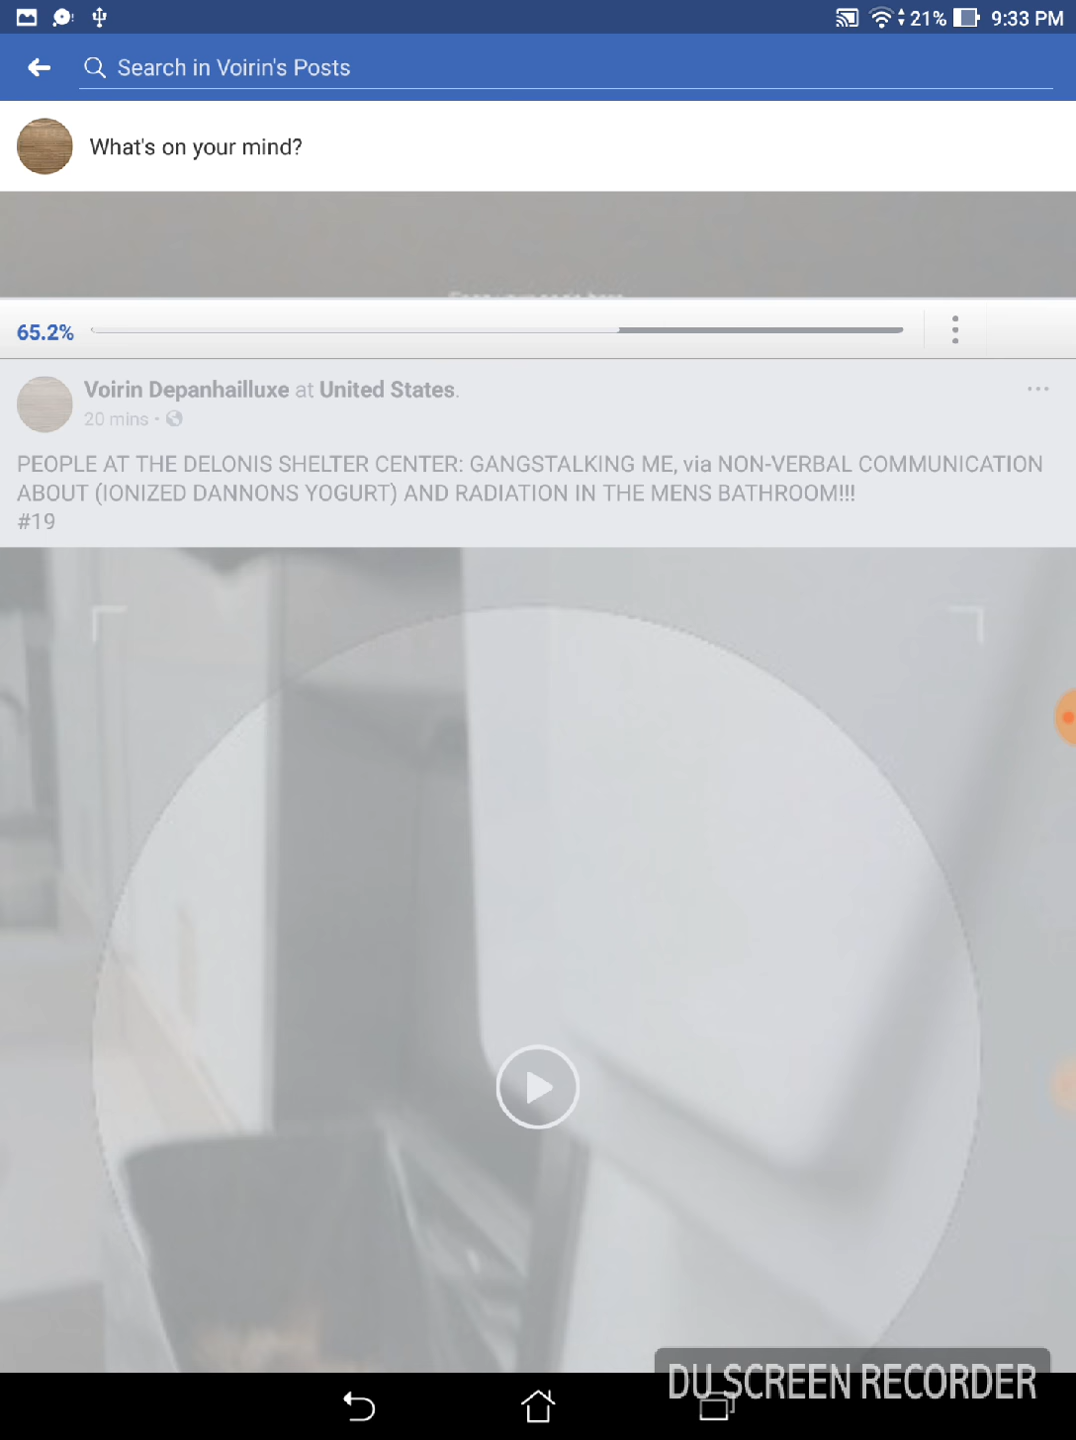 21% 9:33 PM
Search in Voirin's Posts
What's on your mind?
65.2%
Voirin Depanhailluxe at United States.
20 mins
PEOPLE AT THE DELONIS SHELTER CENTER: GANGSTALKING ME, via NON-VERBAL COMMUNICATION
ABOUT (IONIZED DANNONS YOGURT) AND RADIATION IN THE MENS BATHROOM!!!
#19
DU SCREEN RECORDER